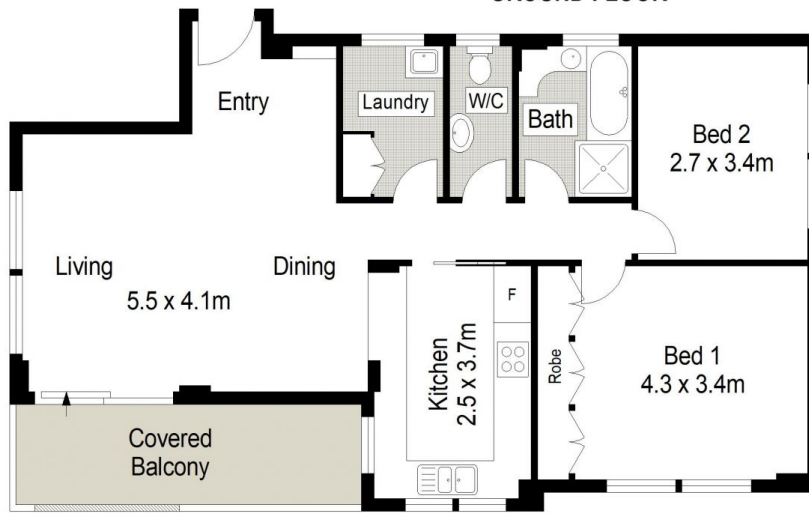 Entry
Laundry
W/C
Bath
Bed 2
2.7 x 3.4m
Living
Dining
5.5 x 4.1m
F
Kitchen
2.5 x 3.7m
Robe
Bed 1
4.3 x 3.4m
Covered
Balcony